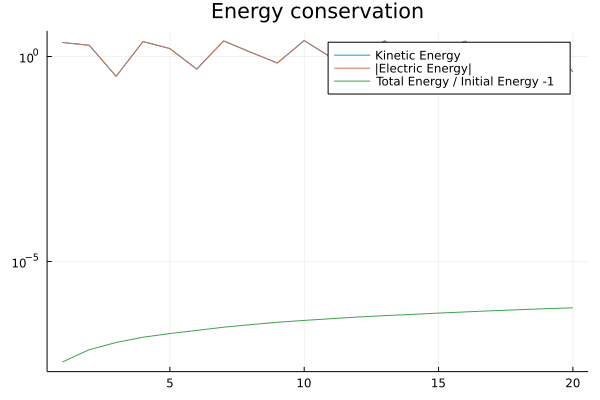 Energy conservation
10^0
Kinetic Energy
|Electric Energy|
Total Energy / Initial Energy -1
10^-5
5 10 15 20